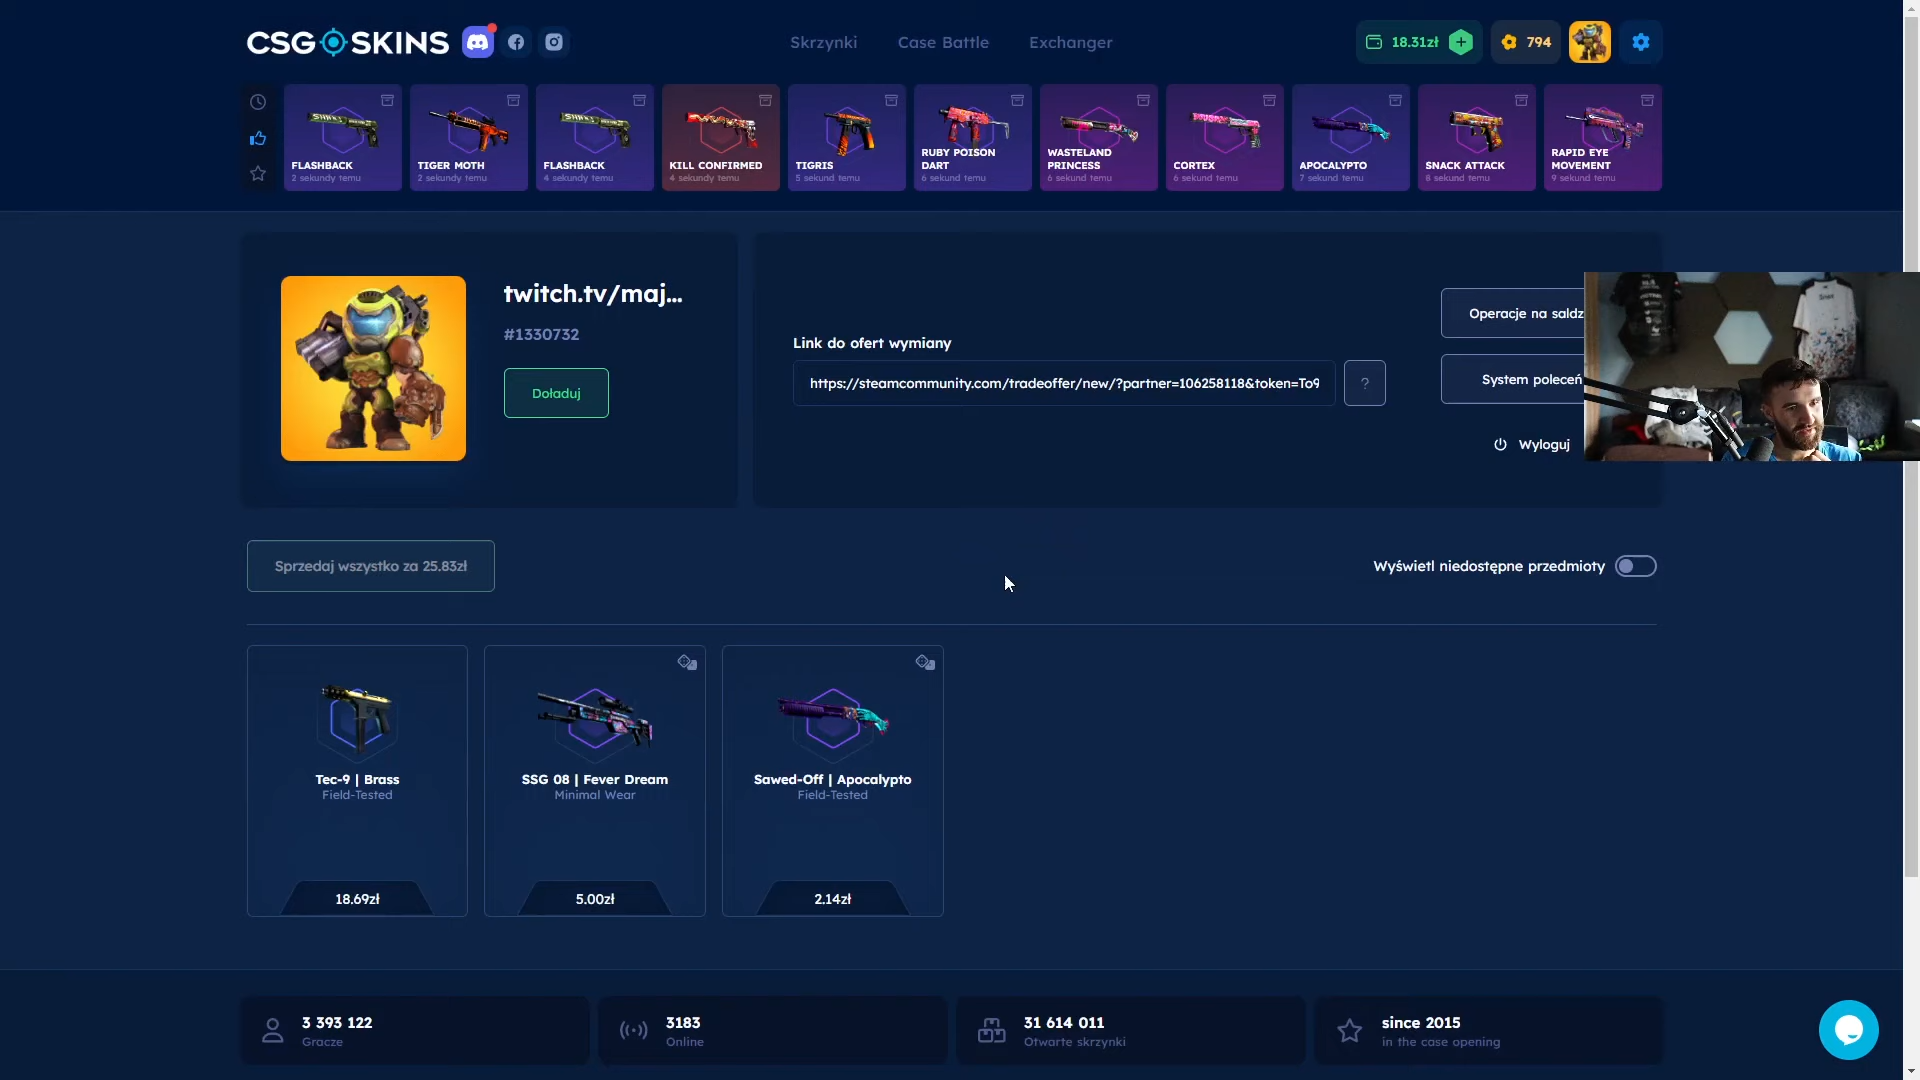 CSG SKINS
Skrzynki
Case Battle
Exchanger
18.31zł
794
FLASHBACK
2 sekundy temu
TIGER MOTH
2 sekundy temu
FLASHBACK
4 sekundy temu
KILL CONFIRMED
4 sekundy temu
TIGRIS
5 sekund temu
RUBY POISON
DART
6 sekund temu
WASTELAND
PRINCESS
6 sekund temu
CORTEX
6 sekund temu
APOCALYPTO
7 sekund temu
SNACK ATTACK
8 sekund temu
RAPID EYE
MOVEMENT
9 sekund temu
twitch.tv/maj...
#1330732
Doładuj
Link do ofert wymiany
https://steamcommunity.com/tradeoffer/new/?partner=106258118&token=To9
?
Operacje na saldz
System poleceń
Wyloguj
Sprzedaj wszystko za 25.83zł
Wyświetl niedostępne przedmioty
Tec-9 | Brass
Field-Tested
18.69zł
SSG 08 | Fever Dream
Minimal Wear
5.00zł
Sawed-Off | Apocalypto
Field-Tested
2.14zł
3 393 122
Gracze
3183
Online
31 614 011
Otwarte skrzynki
since 2015
in the case opening